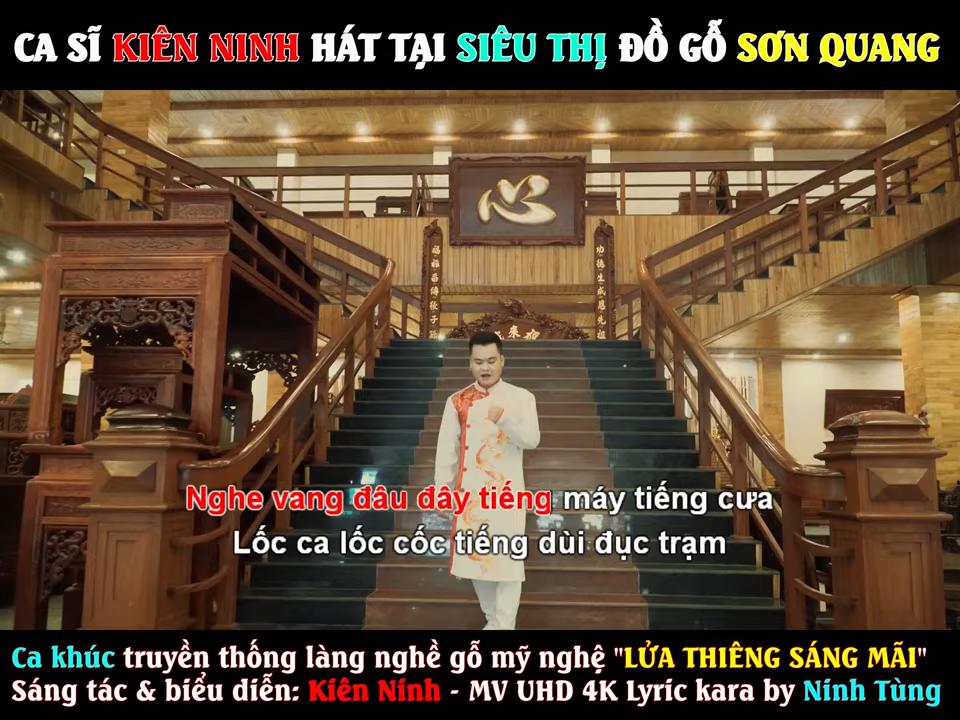 CA SĨ KIÊN NINH HÁT TẠI SIÊU THỊ ĐỒ GỖ SƠN QUANG
心
Nghe vang đâu đây tiếng máy tiếng cưa
Lốc ca lốc cốc tiếng dùi đục trạm
Ca khúc truyền thống làng nghề gỗ mỹ nghệ "LỬA THIÊNG SÁNG MÃI"
Sáng tác & biểu diễn: Kiên Ninh - MV UHD 4K Lyric kara by Ninh Tùng